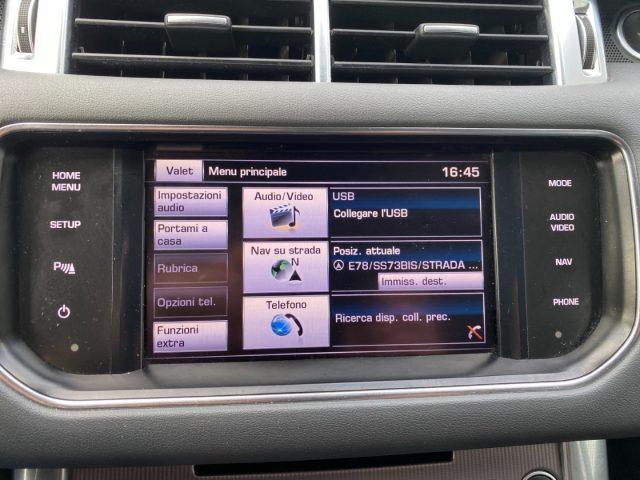 HOME
MENU
SETUP
P
Valet
Menu principale
16:45
Impostazioni
audio
Portami a
casa
Rubrica
Opzioni tel.
Funzioni
extra
Audio/Video
USB
Collegare l'USB
Nav su strada
N
Posiz. attuale
E78/SS73BIS/STRADA ...
Immiss. dest.
Telefono
Ricerca disp. coll. prec.
MODE
AUDIO
VIDEO
NAV
PHONE